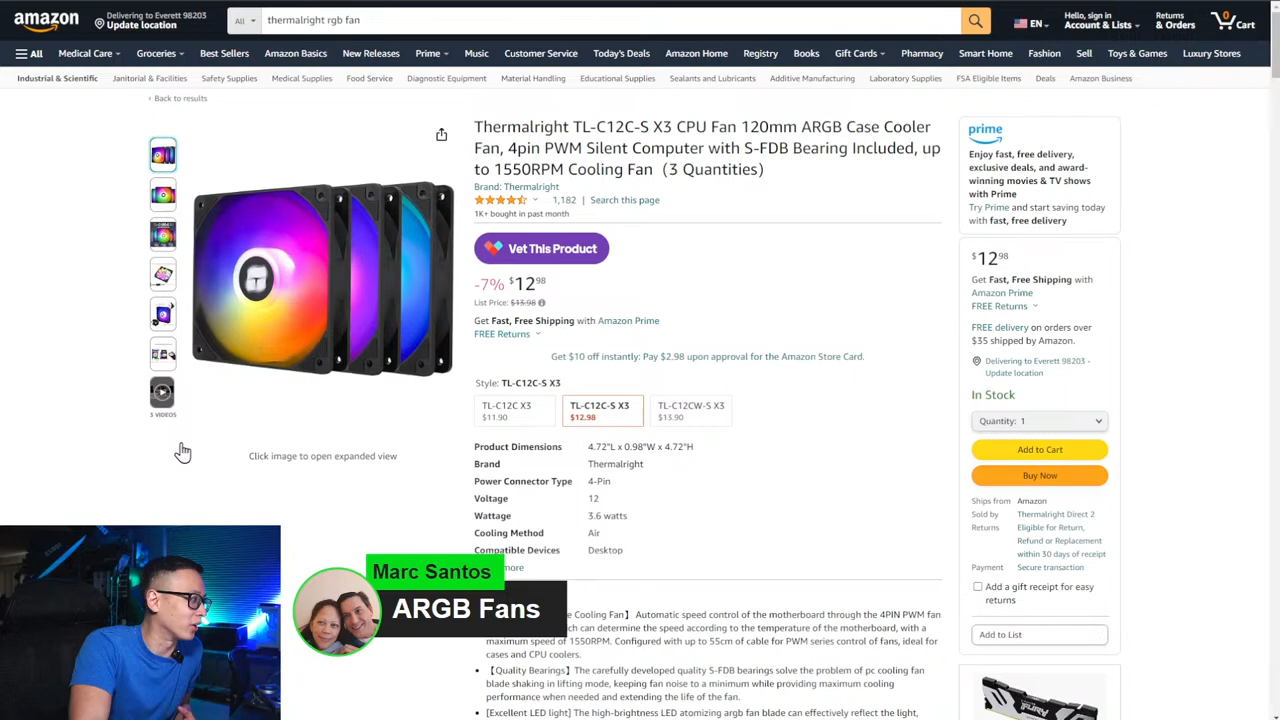 amazon
Delivering to Everett 98203
Update location
All
thermalright rgb fan
EN
Hello, sign in
Account & Lists
Returns
& Orders
0
Cart
All
Medical Care
Groceries
Best Sellers
Amazon Basics
New Releases
Prime
Music
Customer Service
Today's Deals
Amazon Home
Registry
Books
Gift Cards
Pharmacy
Smart Home
Fashion
Sell
Toys & Games
Luxury Stores
Industrial & Scientific
Janitorial & Facilities
Safety Supplies
Medical Supplies
Food Service
Diagnostic Equipment
Material Handling
Educational Supplies
Sealants and Lubricants
Additive Manufacturing
Laboratory Supplies
FSA Eligible Items
Deals
Amazon Business
‹ Back to results
3 VIDEOS
Click image to open expanded view
Thermalright TL-C12C-S X3 CPU Fan 120mm ARGB Case Cooler
Fan, 4pin PWM Silent Computer with S-FDB Bearing Included, up
to 1550RPM Cooling Fan（3 Quantities）
Brand: Thermalright
1,182 | Search this page
1K+ bought in past month
Vet This Product
-7% $12 98
List Price: $13.98
Get Fast, Free Shipping with Amazon Prime
FREE Returns
Get $10 off instantly: Pay $2.98 upon approval for the Amazon Store Card.
Style: TL-C12C-S X3
TL-C12C X3
$11.90
TL-C12C-S X3
$12.98
TL-C12CW-S X3
$13.90
Product Dimensions 4.72"L x 0.98"W x 4.72"H
Brand Thermalright
Power Connector Type 4-Pin
Voltage 12
Wattage 3.6 watts
Cooling Method Air
Compatible Devices Desktop
more
Cooling Fan】 Automatic speed control of the motherboard through the 4PIN PWM fan
can determine the speed according to the temperature of the motherboard, with a
maximum speed of 1550RPM. Configured with up to 55cm of cable for PWM series control of fans, ideal for
cases and CPU coolers.
• 【Quality Bearings】The carefully developed quality S-FDB bearings solve the problem of pc cooling fan
blade shaking in lifting mode, keeping fan noise to a minimum while providing maximum cooling
performance when needed and extending the life of the fan.
• [Excellent LED light] The high-brightness LED atomizing argb fan blade can effectively reflect the light,
prime
Enjoy fast, free delivery,
exclusive deals, and award-
winning movies & TV shows
with Prime
Try Prime and start saving today
with fast, free delivery
$12 98
Get Fast, Free Shipping with
Amazon Prime
FREE Returns
FREE delivery on orders over
$35 shipped by Amazon.
Delivering to Everett 98203 -
Update location
In Stock
Quantity: 1
Add to Cart
Buy Now
Ships from Amazon
Sold by Thermalright Direct 2
Returns Eligible for Return,
Refund or Replacement
within 30 days of receipt
Payment Secure transaction
Add a gift receipt for easy
returns
Add to List
Marc Santos
ARGB Fans